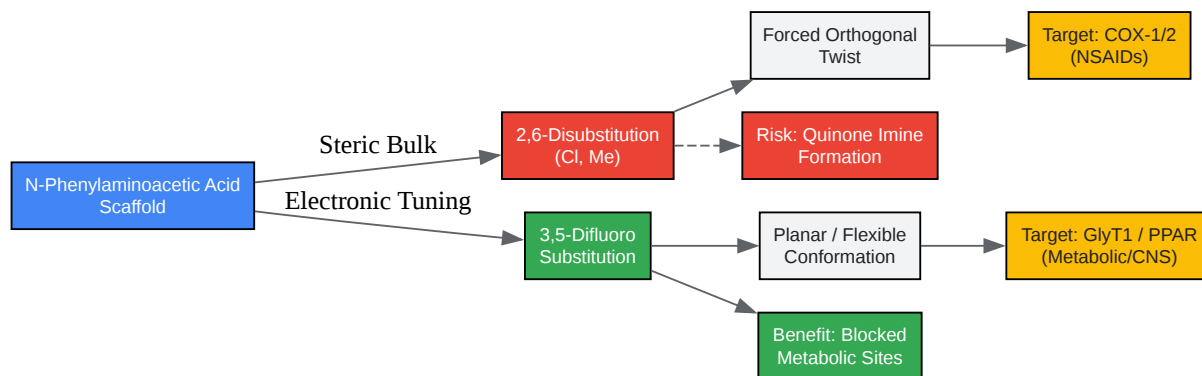 N-Phenylaminoacetic Acid
Scaffold
Steric Bulk
Electronic Tuning
2,6-Disubstitution
(Cl, Me)
3,5-Difluoro
Substitution
Forced Orthogonal
Twist
Risk: Quinone Imine
Formation
Planar / Flexible
Conformation
Benefit: Blocked
Metabolic Sites
Target: COX-1/2
(NSAIDs)
Target: GlyT1 / PPAR
(Metabolic/CNS)